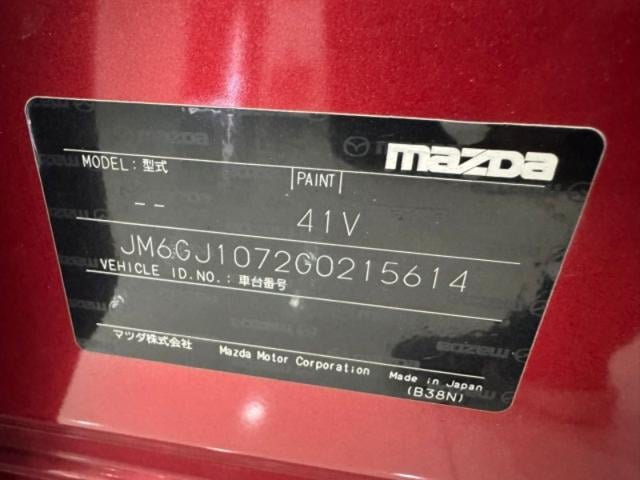 mazda
MODEL: 型式
PAINT
-- 41V
JM6GJ1072G0215614
VEHICLE ID.NO.: 車台番号
マツダ株式会社 Mazda Motor Corporation Made in Japan
(B38N)